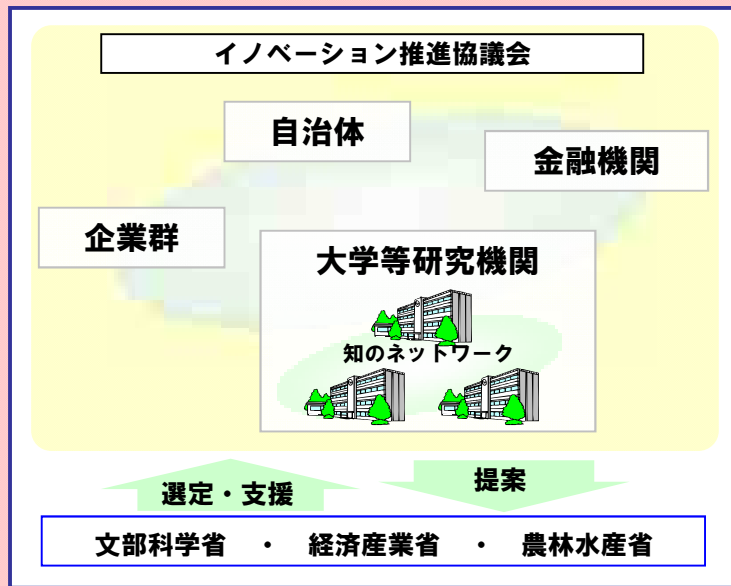 イノベーション推進協議会
自治体
金融機関
企業群
大学等研究機関
知のネットワーク
選定・支援
提案
文部科学省 ・ 経済産業省 ・ 農林水産省